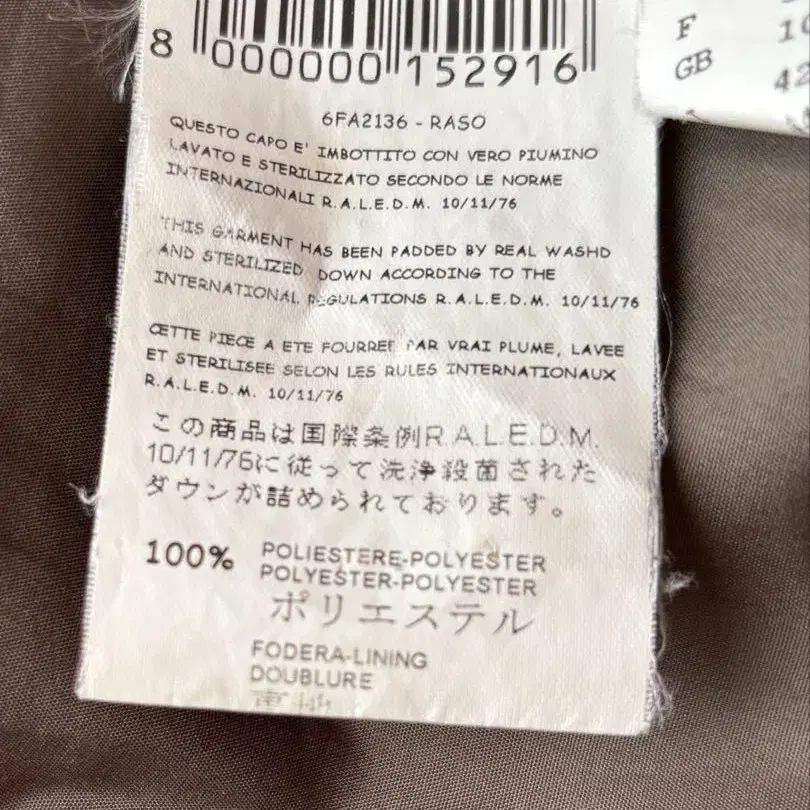 8 000000 152916
F
GB
42
6FA2136 - RASO
QUESTO CAPO E' IMBOTTITO CON VERO PIUMINO
LAVATO E STERILIZZATO SECONDO LE NORME
INTERNAZIONALI R.A.L.E.D.M. 10/11/76
THIS GARMENT HAS BEEN PADDED BY REAL WASHD
AND STERILIZED DOWN ACCORDING TO THE
INTERNATIONAL REGULATIONS R.A.L.E.D.M. 10/11/76
CETTE PIECE A ETE FOURREE PAR VRAI PLUME, LAVEE
ET STERILISEE SELON LES RULES INTERNATIONAUX
R.A.L.E.D.M. 10/11/76
この商品は国際条例R.A.L.E.D.M.
10/11/76に従って洗浄殺菌された
ダウンが詰められております。
100% POLIESTERE-POLYESTER
POLYESTER-POLYESTER
ポリエステル
FODERA-LINING
DOUBLURE